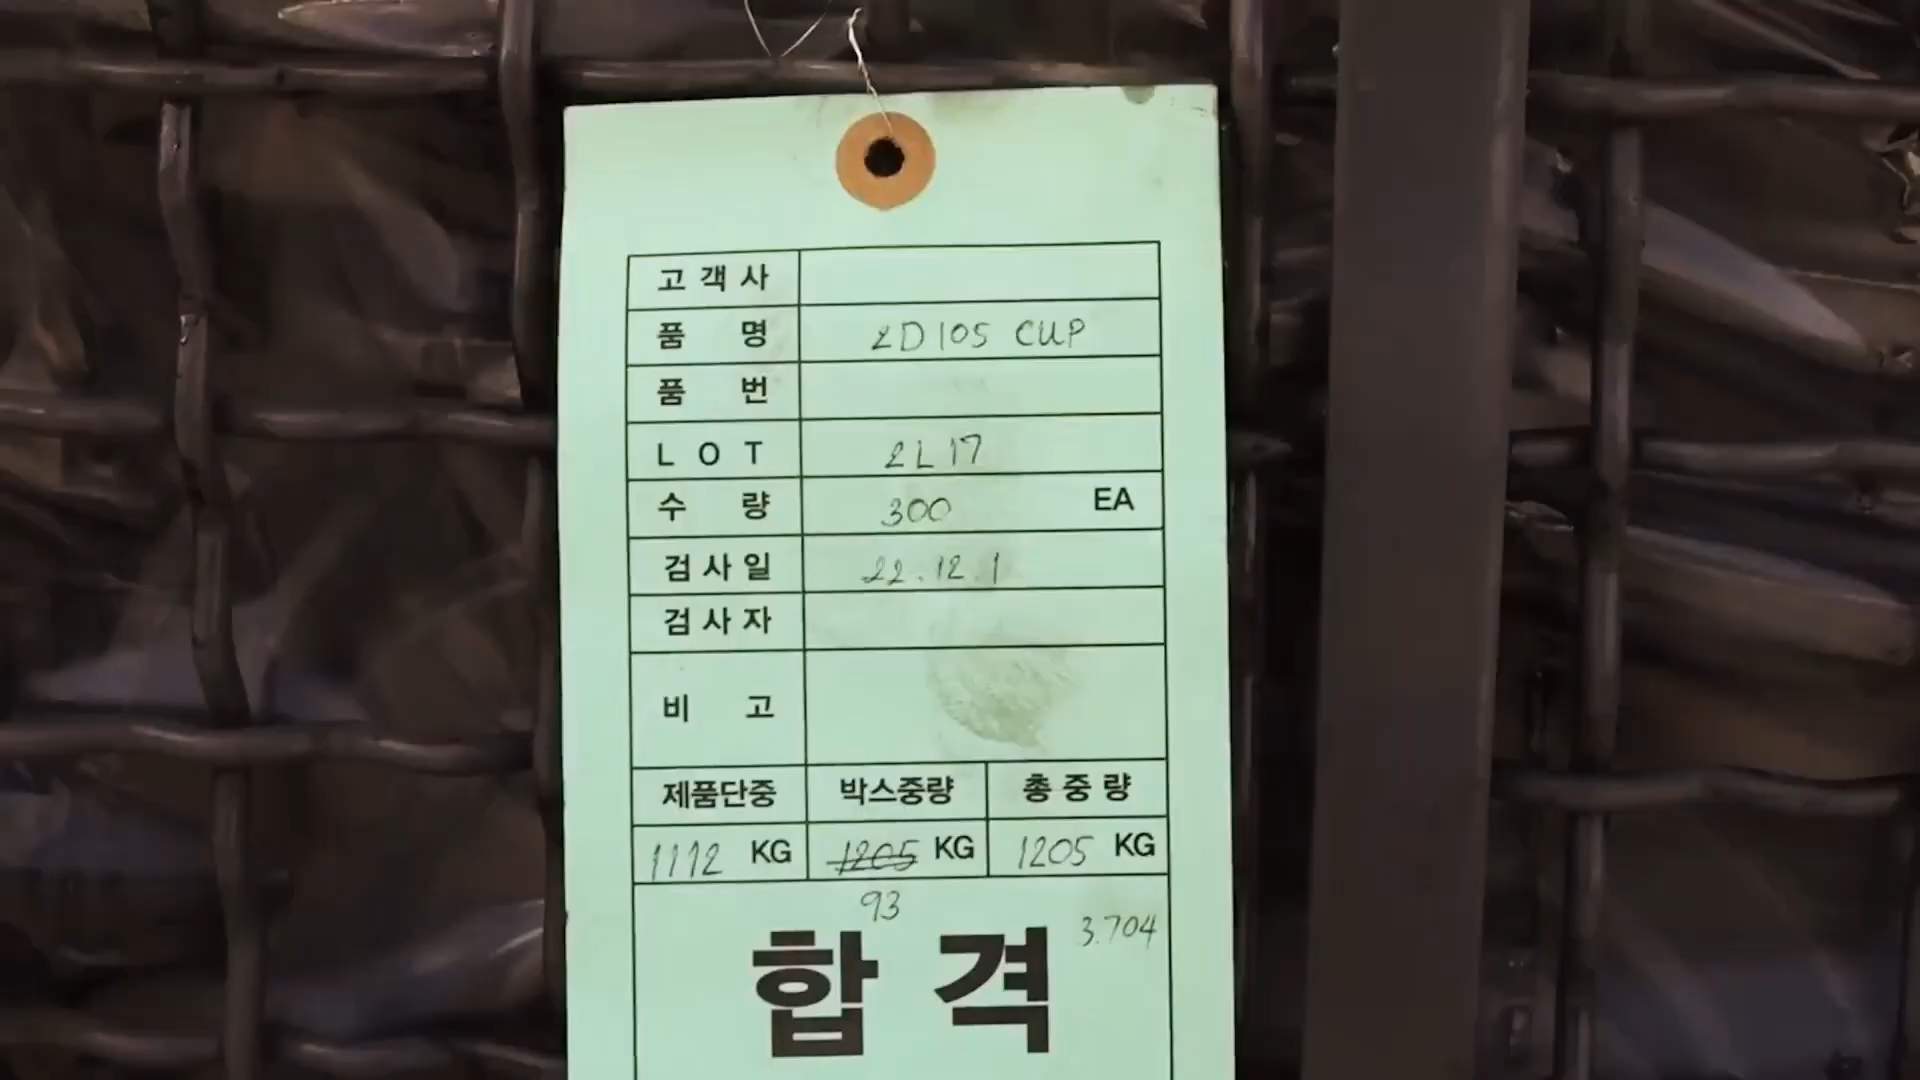 고객사
품명 2D105 CUP
품번
LOT 2L17
수량 300 EA
검사일 22.12.1
검사자
비고
제품단중 박스중량 총중량
1112 KG 1205 KG 1205 KG
93
3.704
합격